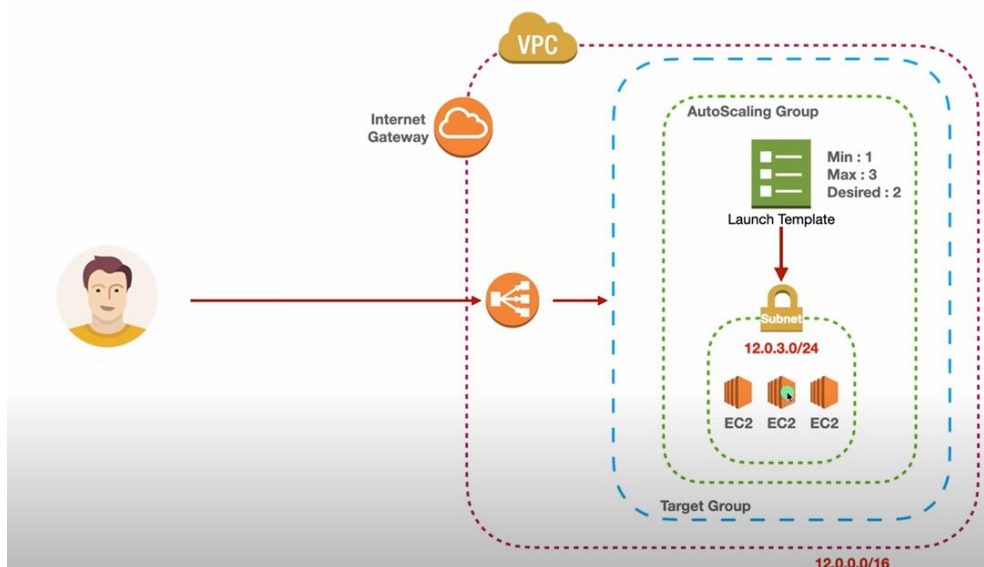 VPC
Internet
Gateway
AutoScaling Group
Min : 1
Max : 3
Desired : 2
Launch Template
Subnet
12.0.3.0/24
EC2 EC2 EC2
Target Group
12.0.0.0/16